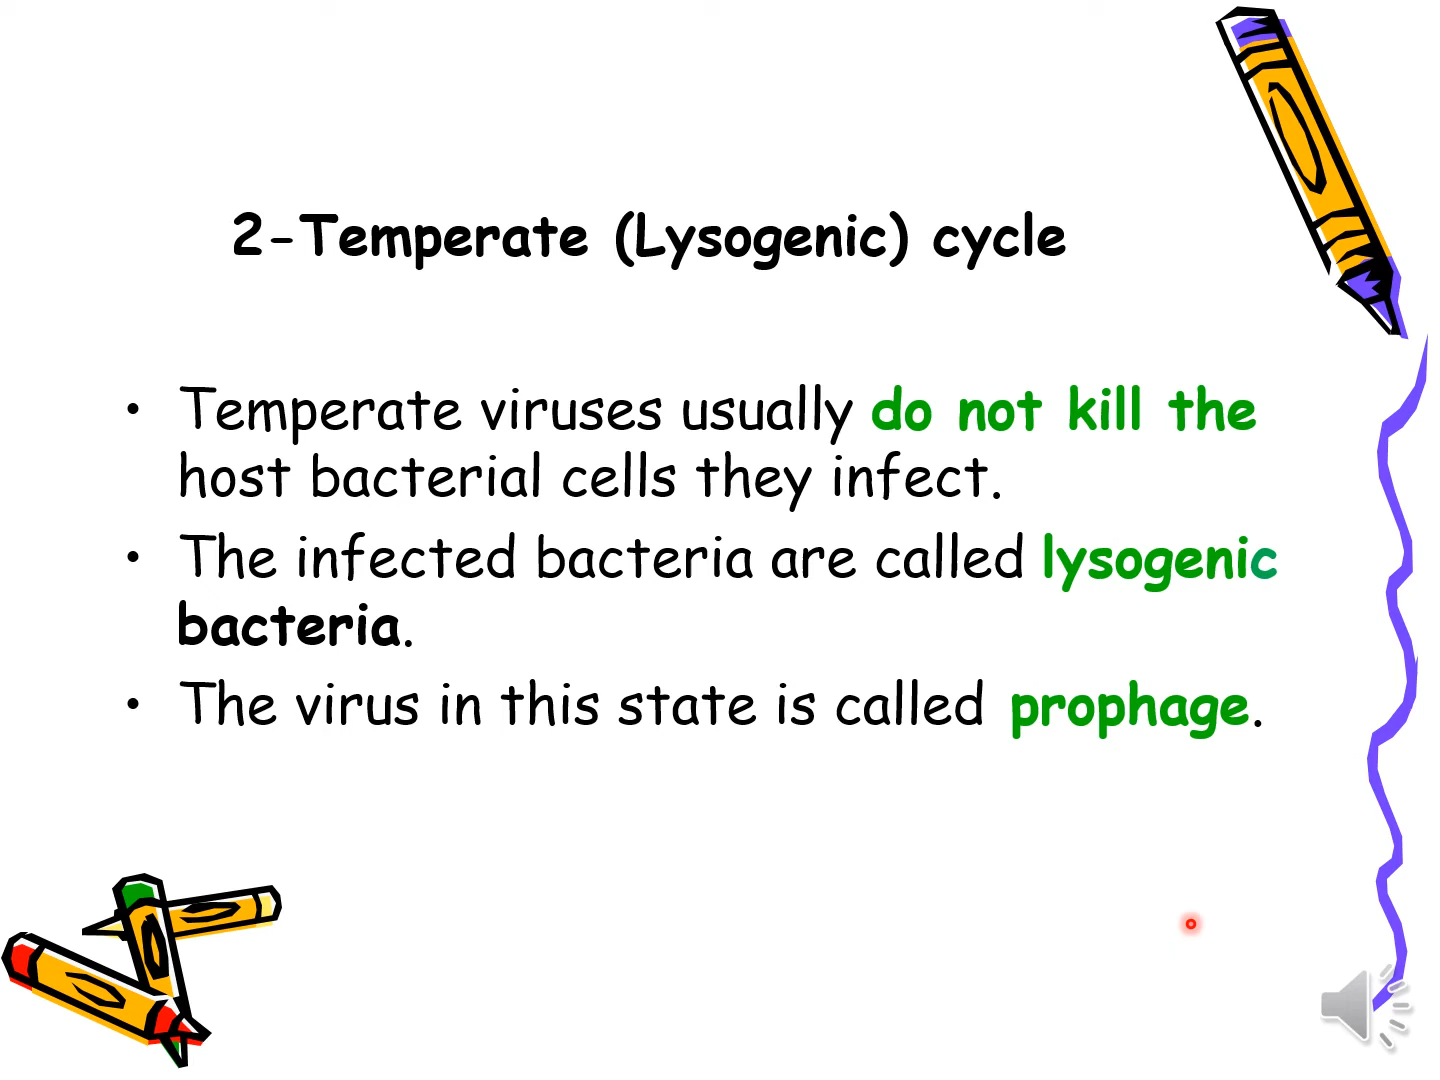 2-Temperate (Lysogenic) cycle
• Temperate viruses usually do not kill the
host bacterial cells they infect.
• The infected bacteria are called lysogenic
bacteria.
• The virus in this state is called prophage.